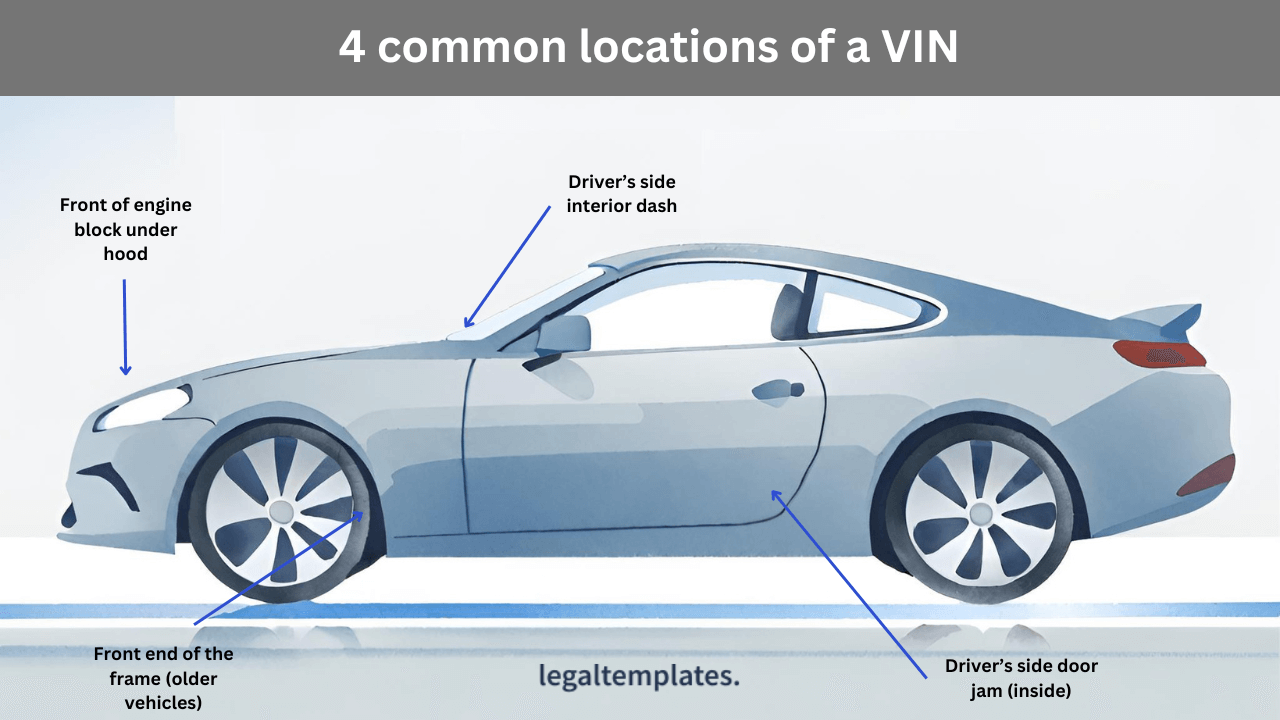 4 common locations of a VIN
Driver’s side
interior dash
Front of engine
block under
hood
Front end of the
frame (older
vehicles)
legaltemplates.
Driver’s side door
jam (inside)